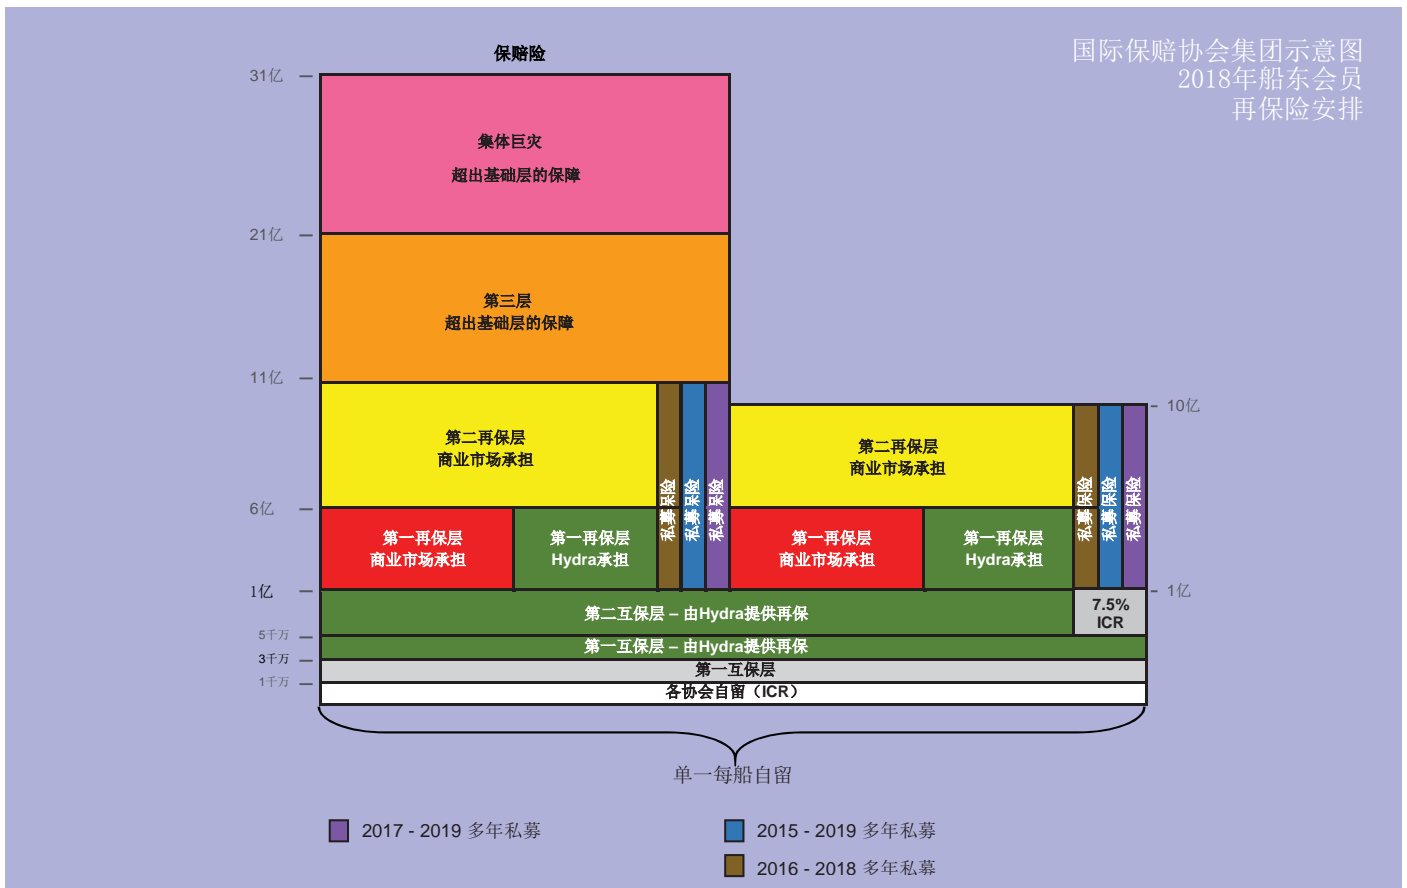 国际保赔协会集团示意图
2018年船东会员
再保险安排
保赔险
31亿
集体巨灾
超出基础层的保障
21亿
第三层
超出基础层的保障
11亿
第二再保层
商业市场承担
私募保险
私募保险
私募保险
6亿
第一再保层
商业市场承担
第一再保层
Hydra承担
10亿
第二再保层
商业市场承担
第一再保层
商业市场承担
第一再保层
Hydra承担
私募保险
私募保险
私募保险
1亿
1亿
第二互保层 – 由Hydra提供再保
7.5%
ICR
5千万
第一互保层 – 由Hydra提供再保
3千万
第一互保层
1千万
各协会自留（ICR）
单一每船自留
2017 - 2019 多年私募
2015 - 2019 多年私募
2016 - 2018 多年私募